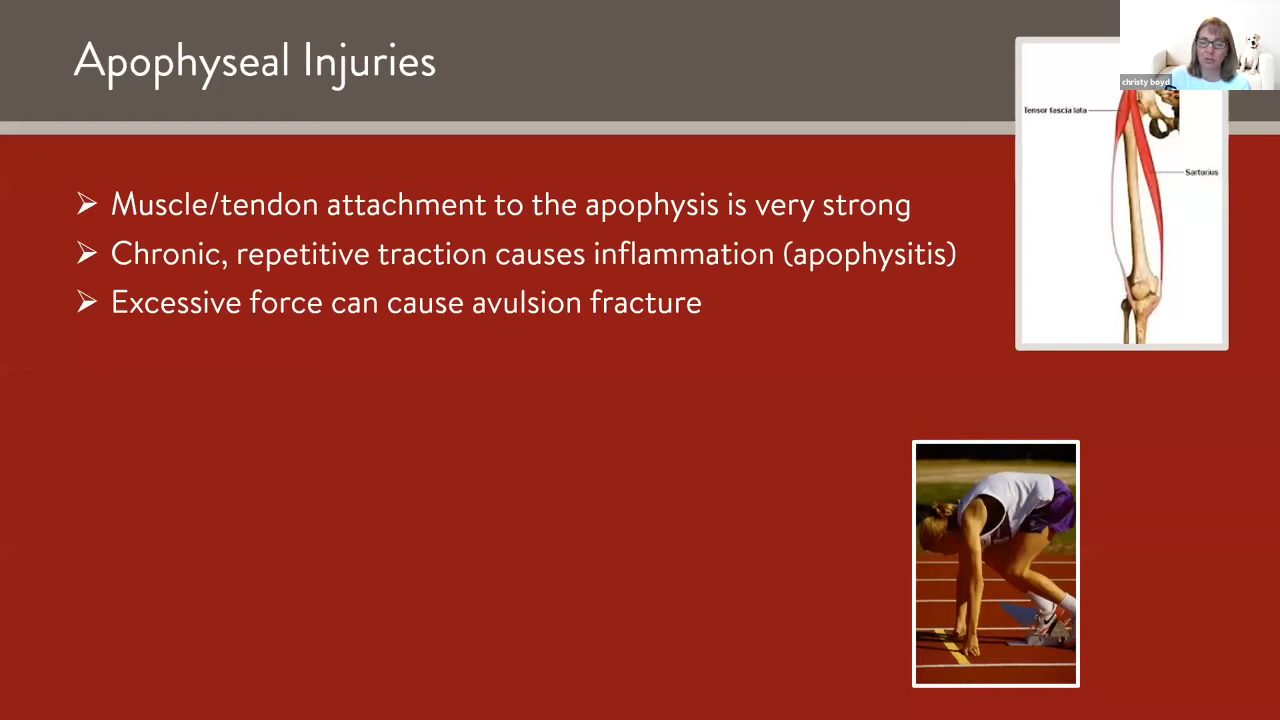 Apophyseal Injuries
christy boyd
Tensor fascia lata
Sartorius
Muscle/tendon attachment to the apophysis is very strong
Chronic, repetitive traction causes inflammation (apophysitis)
Excessive force can cause avulsion fracture